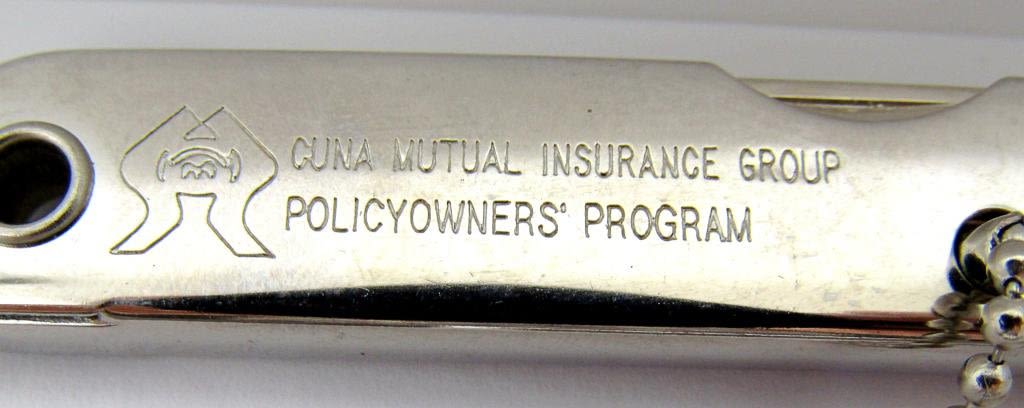 CUNA MUTUAL INSURANCE GROUP
POLICYOWNERS' PROGRAM